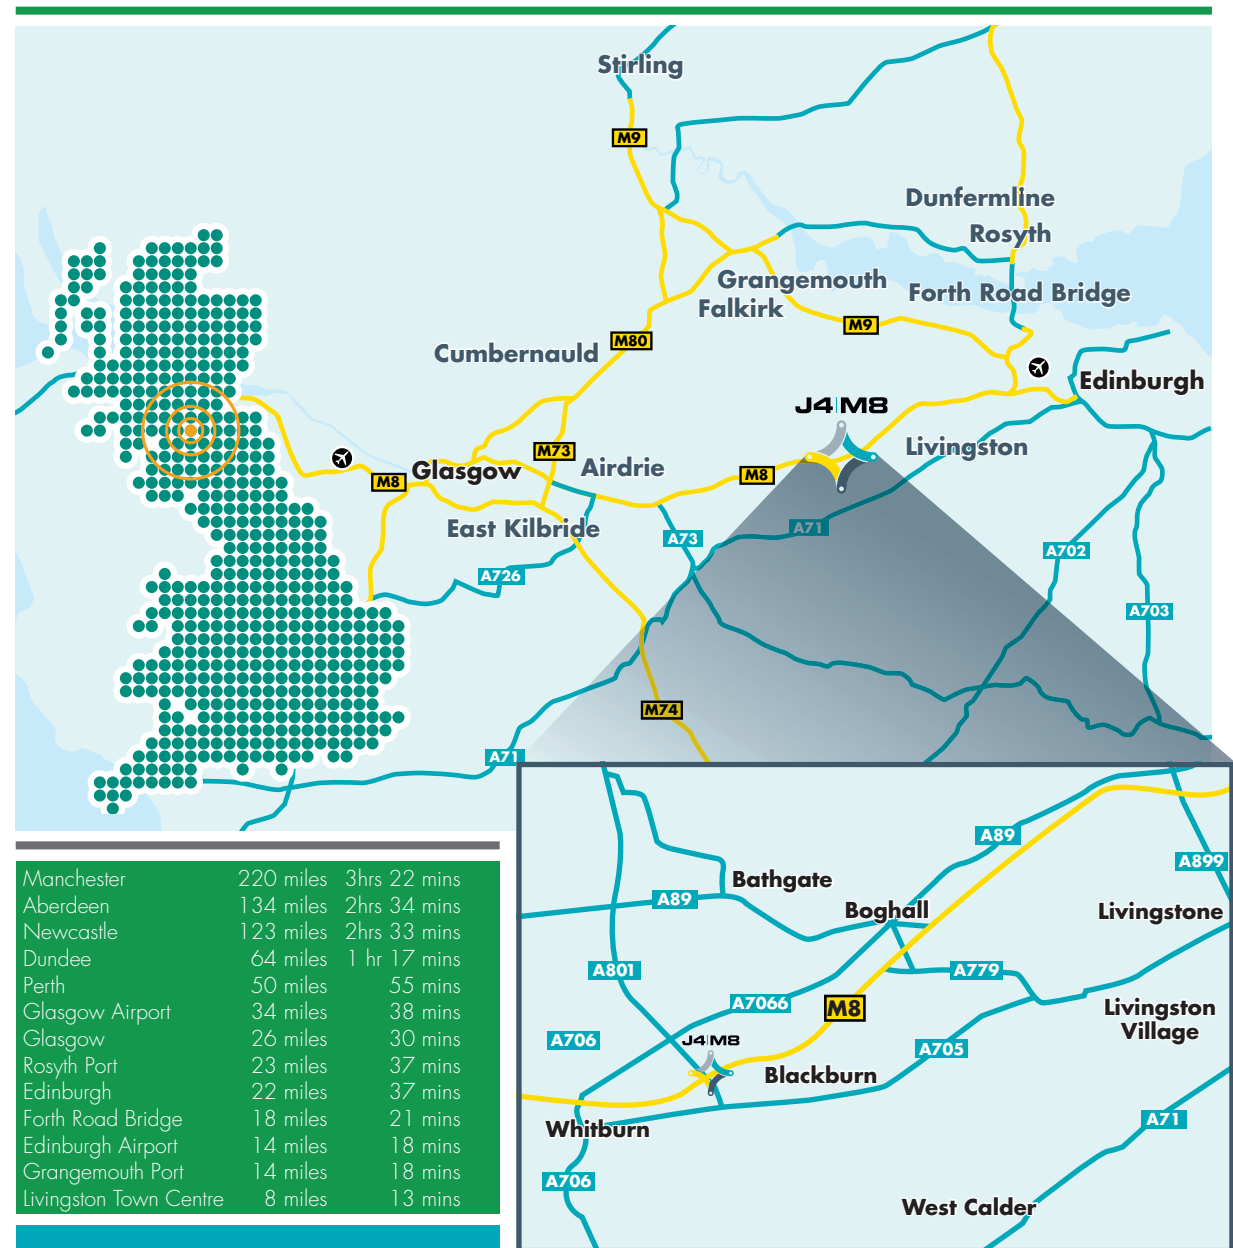 Stirling
M9
Dunfermline
Rosyth
Grangemouth
Forth Road Bridge
Falkirk
M9
M80
Cumbernauld
Edinburgh
J4|M8
Livingston
M73
Airdrie
Glasgow
M8
M8
East Kilbride
A71
A73
A702
A726
A703
M74
A71
A89
A899
Bathgate
A89
Boghall
Livingstone
A801
A779
A7066
M8
Livingston
Village
A706
J4|M8
A705
Blackburn
A71
Whitburn
A706
West Calder
Manchester 220 miles 3hrs 22 mins
Aberdeen 134 miles 2hrs 34 mins
Newcastle 123 miles 2hrs 33 mins
Dundee 64 miles 1 hr 17 mins
Perth 50 miles 55 mins
Glasgow Airport 34 miles 38 mins
Glasgow 26 miles 30 mins
Rosyth Port 23 miles 37 mins
Edinburgh 22 miles 37 mins
Forth Road Bridge 18 miles 21 mins
Edinburgh Airport 14 miles 18 mins
Grangemouth Port 14 miles 18 mins
Livingston Town Centre 8 miles 13 mins